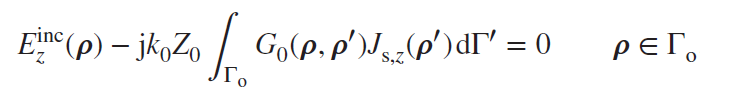 E_z^{inc}(ρ) − jk_0Z_0 ∫_{Γ_o} G_0(ρ, ρ′)J_{s,z}(ρ′)dΓ′ = 0  ρ ∈ Γ_o